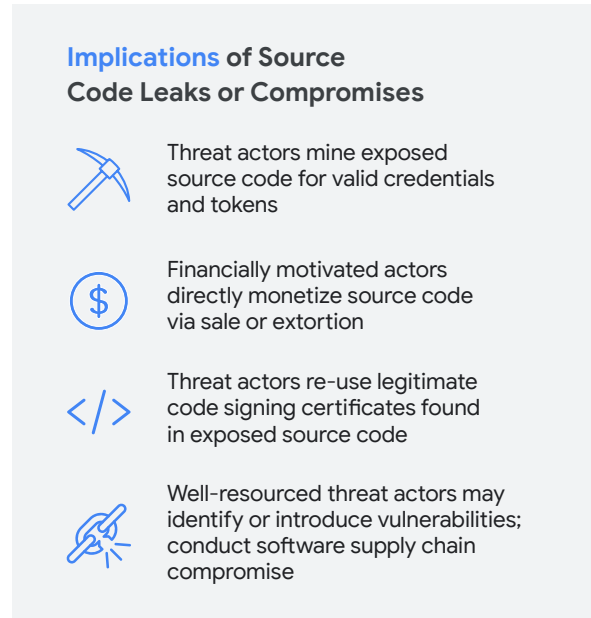 Implications of Source
Code Leaks or Compromises
Threat actors mine exposed
source code for valid credentials
and tokens
$
Financially motivated actors
directly monetize source code
via sale or extortion
</>
Threat actors re-use legitimate
code signing certificates found
in exposed source code
Well-resourced threat actors may
identify or introduce vulnerabilities;
conduct software supply chain
compromise